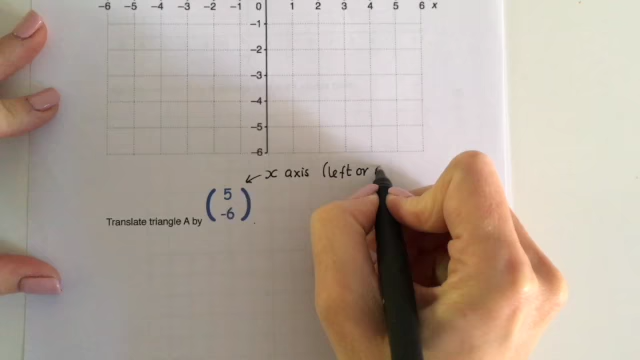 -6 -5 -4 -3 -2 -1 0 1 2 3 4 5 6 x
-1
-2
-3
-4
-5
-6
x axis (left or
5
Translate triangle A by
-6